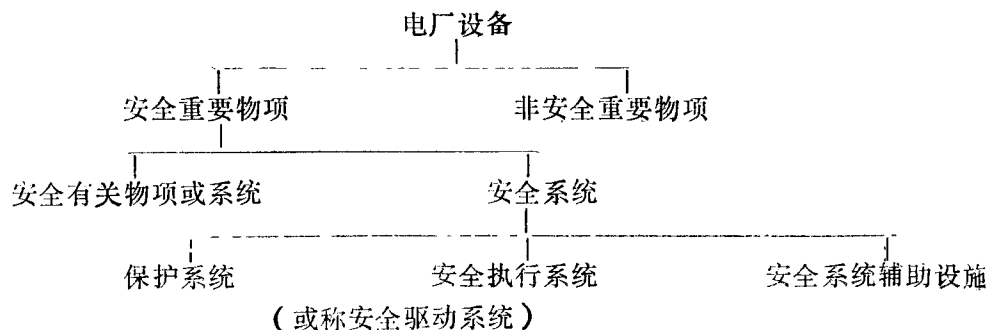 电厂设备
安全重要物项 非安全重要物项
安全有关物项或系统 安全系统
保护系统 安全执行系统 安全系统辅助设施
(或称安全驱动系统)